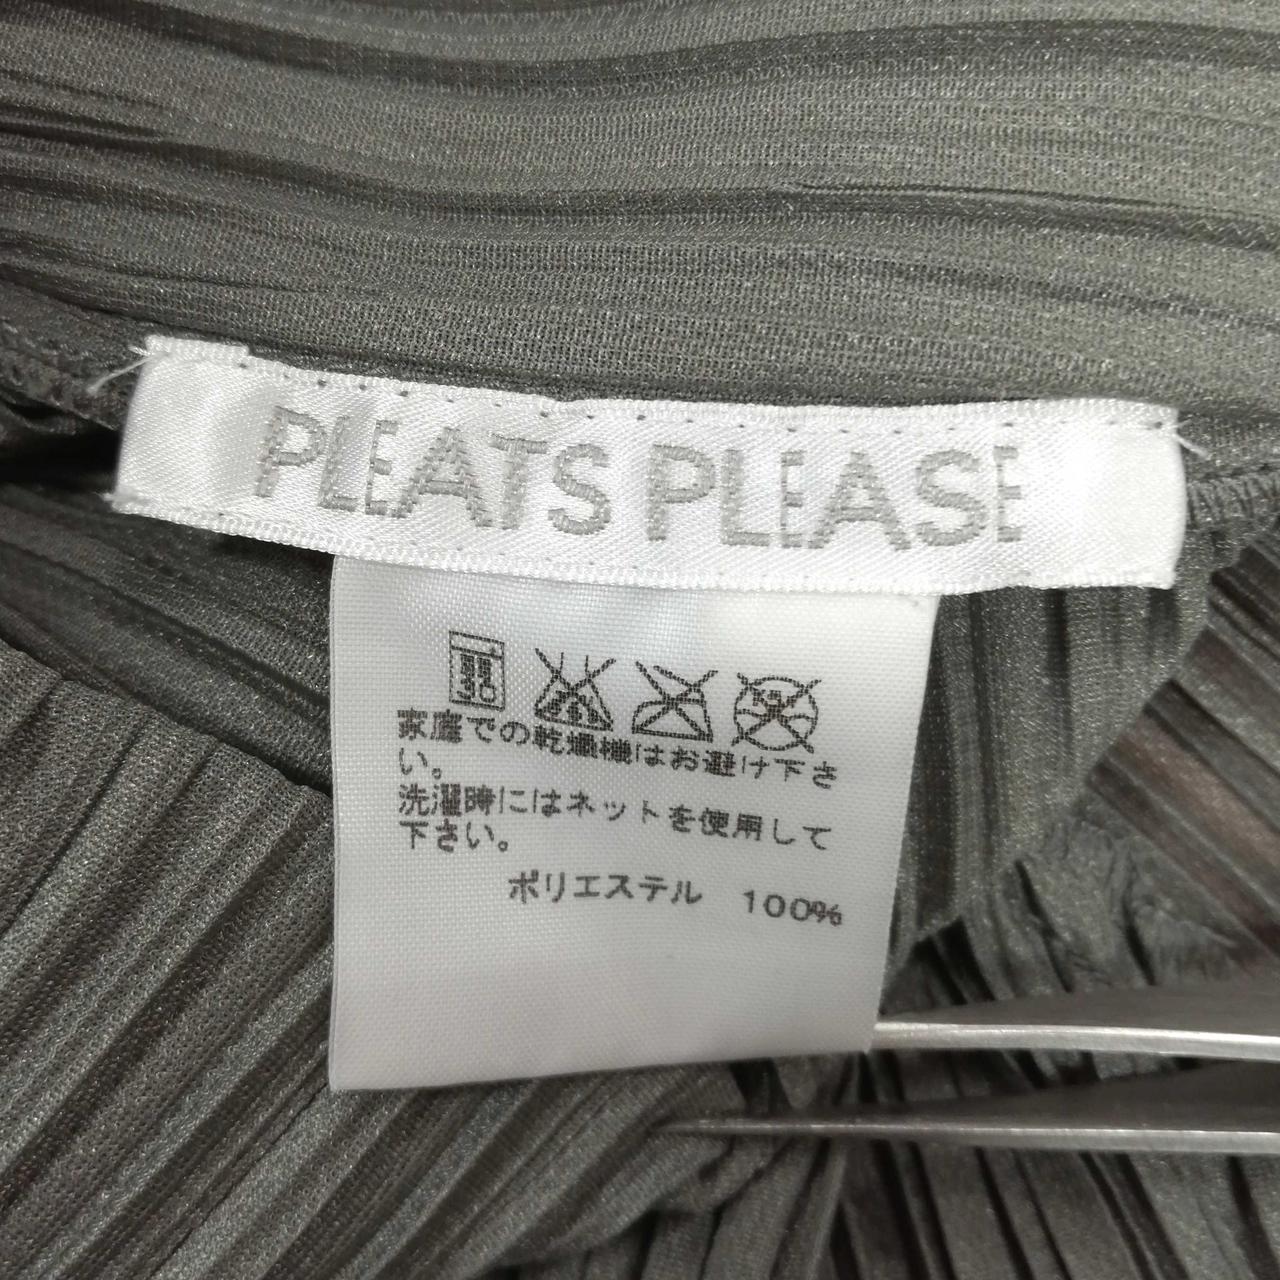 PLEATS PLEASE
家庭での乾燥機はお避け下さ
い。
洗濯時にはネットを使用して
下さい。
ポリエステル 100%